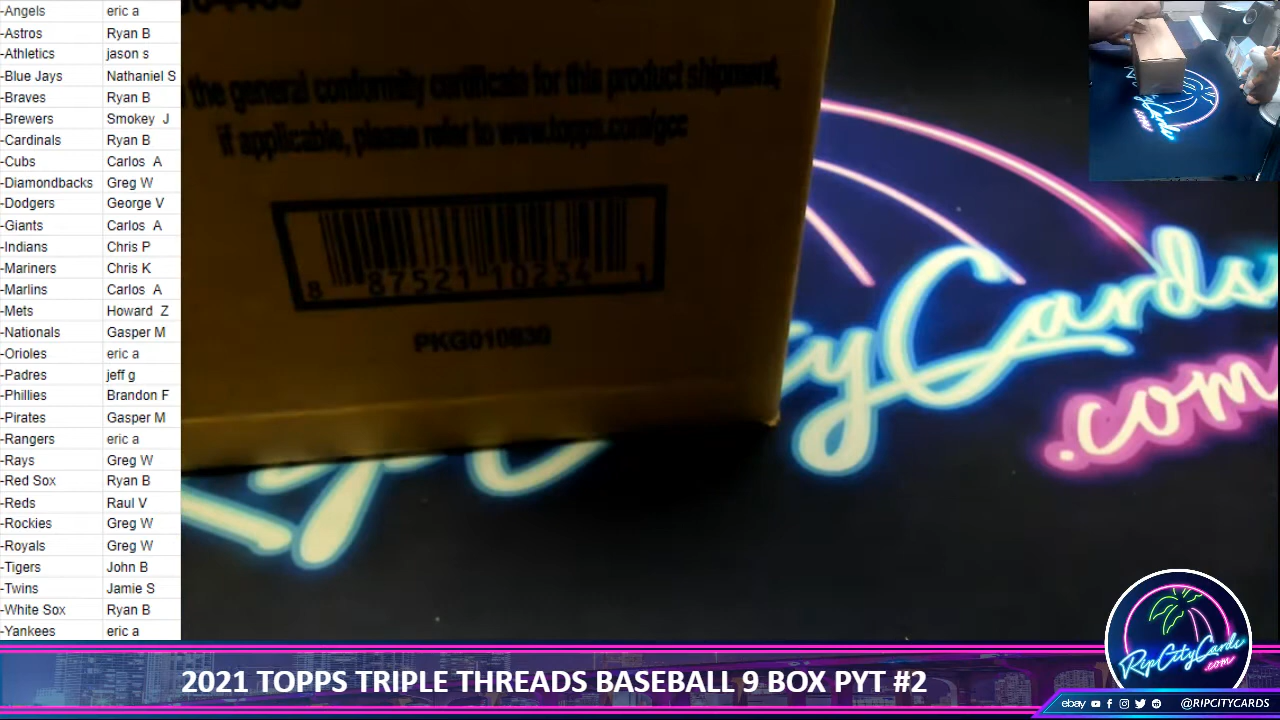 -Angels eric a
-Astros Ryan B
-Athletics jason s
-Blue Jays Nathaniel S
-Braves Ryan B
-Brewers Smokey J
-Cardinals Ryan B
-Cubs Carlos A
-Diamondbacks Greg W
-Dodgers George V
-Giants Carlos A
-Indians Chris P
-Mariners Chris K
-Marlins Carlos A
-Mets Howard Z
-Nationals Gasper M
-Orioles eric a
-Padres jeff g
-Phillies Brandon F
-Pirates Gasper M
-Rangers eric a
-Rays Greg W
-Red Sox Ryan B
-Reds Raul V
-Rockies Greg W
-Royals Greg W
-Tigers John B
-Twins Jamie S
-White Sox Ryan B
-Yankees eric a
the general conformity certificate for this product shipment,
if applicable, please refer to www.topps.com/gcc
PKG010830
Cards
.com
RipCityCards
.com
2021 TOPPS TRIPLE THREADS BASEBALL 9 BOX PYT #2
ebay @RIPCITYCARDS